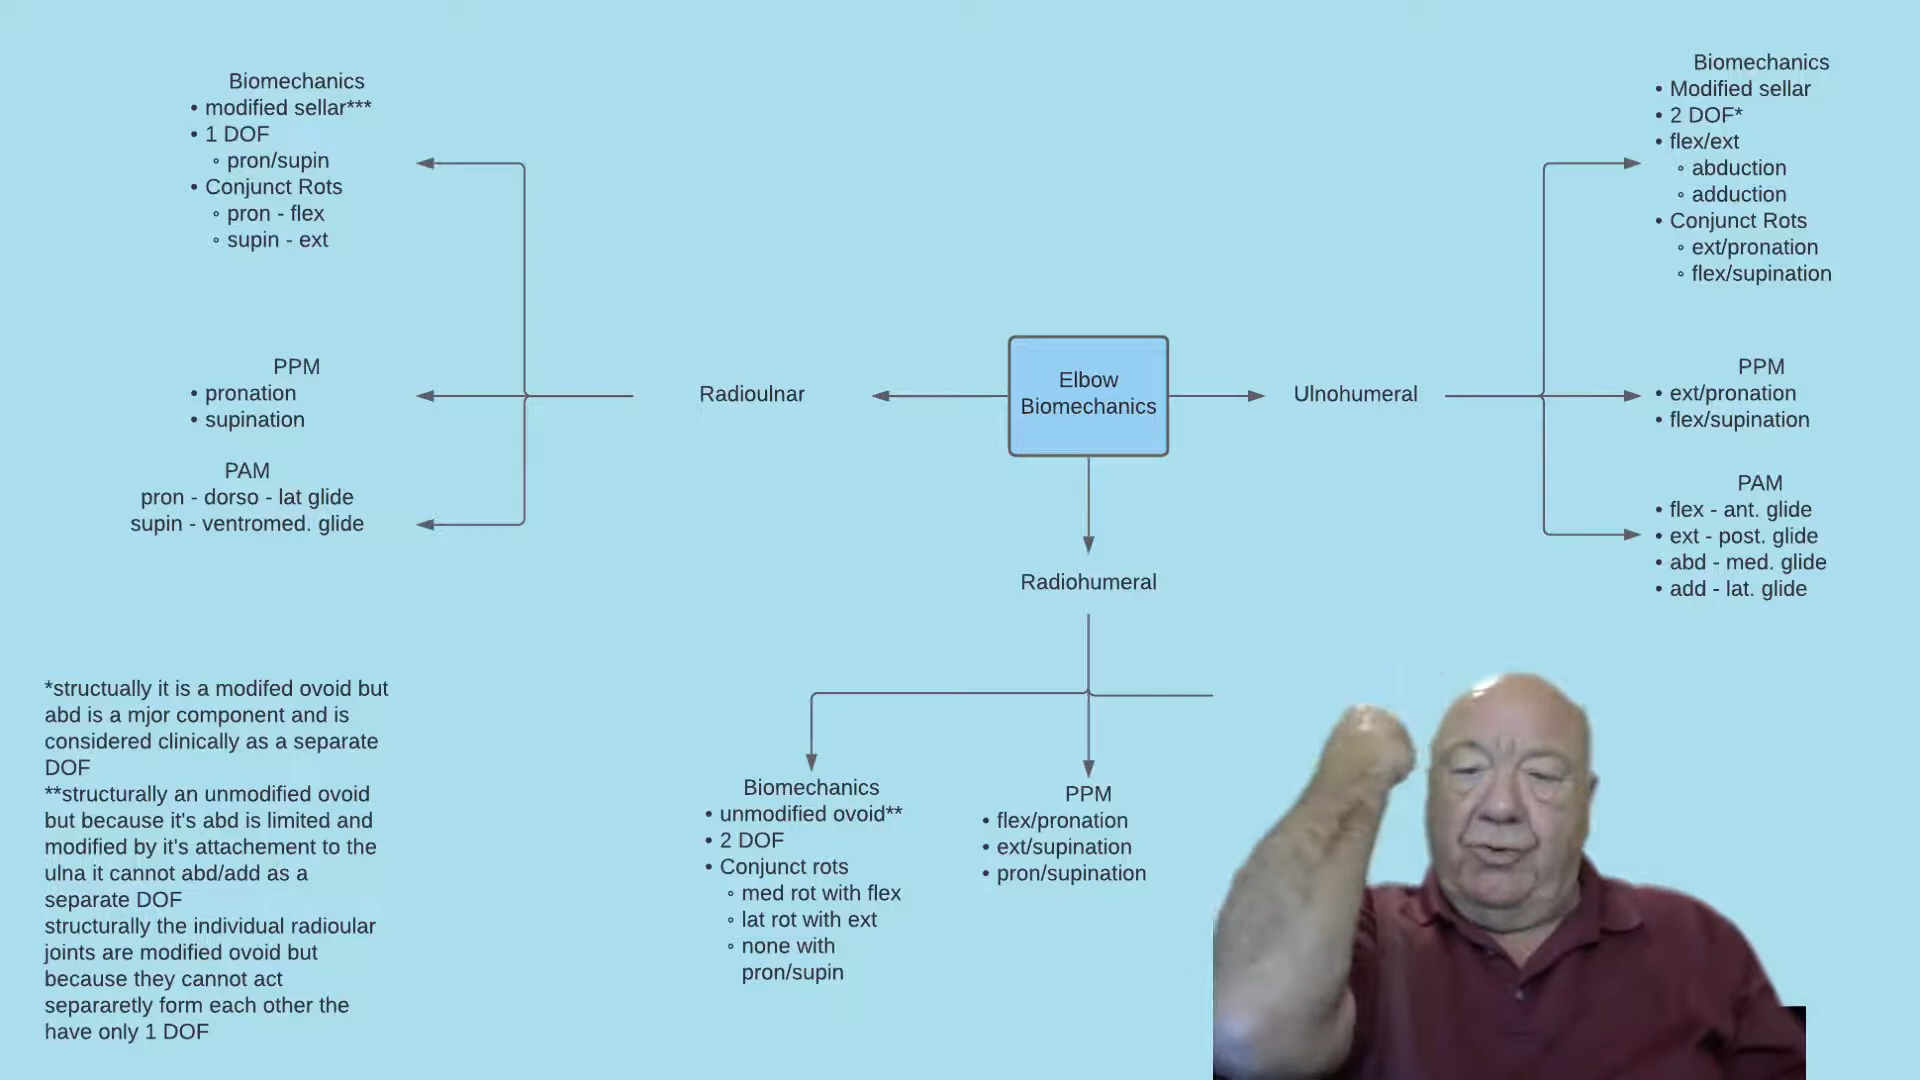 Biomechanics
• modified sellar***
• 1 DOF
◦ pron/supin
• Conjunct Rots
◦ pron - flex
◦ supin - ext
PPM
• pronation
• supination
PAM
pron - dorso - lat glide
supin - ventromed. glide
Radioulnar
Elbow
Biomechanics
Ulnohumeral
Biomechanics
• Modified sellar
• 2 DOF*
• flex/ext
◦ abduction
◦ adduction
• Conjunct Rots
◦ ext/pronation
◦ flex/supination
PPM
• ext/pronation
• flex/supination
PAM
• flex - ant. glide
• ext - post. glide
• abd - med. glide
• add - lat. glide
Radiohumeral
Biomechanics
• unmodified ovoid**
• 2 DOF
• Conjunct rots
◦ med rot with flex
◦ lat rot with ext
◦ none with
pron/supin
PPM
• flex/pronation
• ext/supination
• pron/supination
*structually it is a modifed ovoid but
abd is a mjor component and is
considered clinically as a separate
DOF
**structurally an unmodified ovoid
but because it's abd is limited and
modified by it's attachement to the
ulna it cannot abd/add as a
separate DOF
structurally the individual radioular
joints are modified ovoid but
because they cannot act
separaretly form each other the
have only 1 DOF